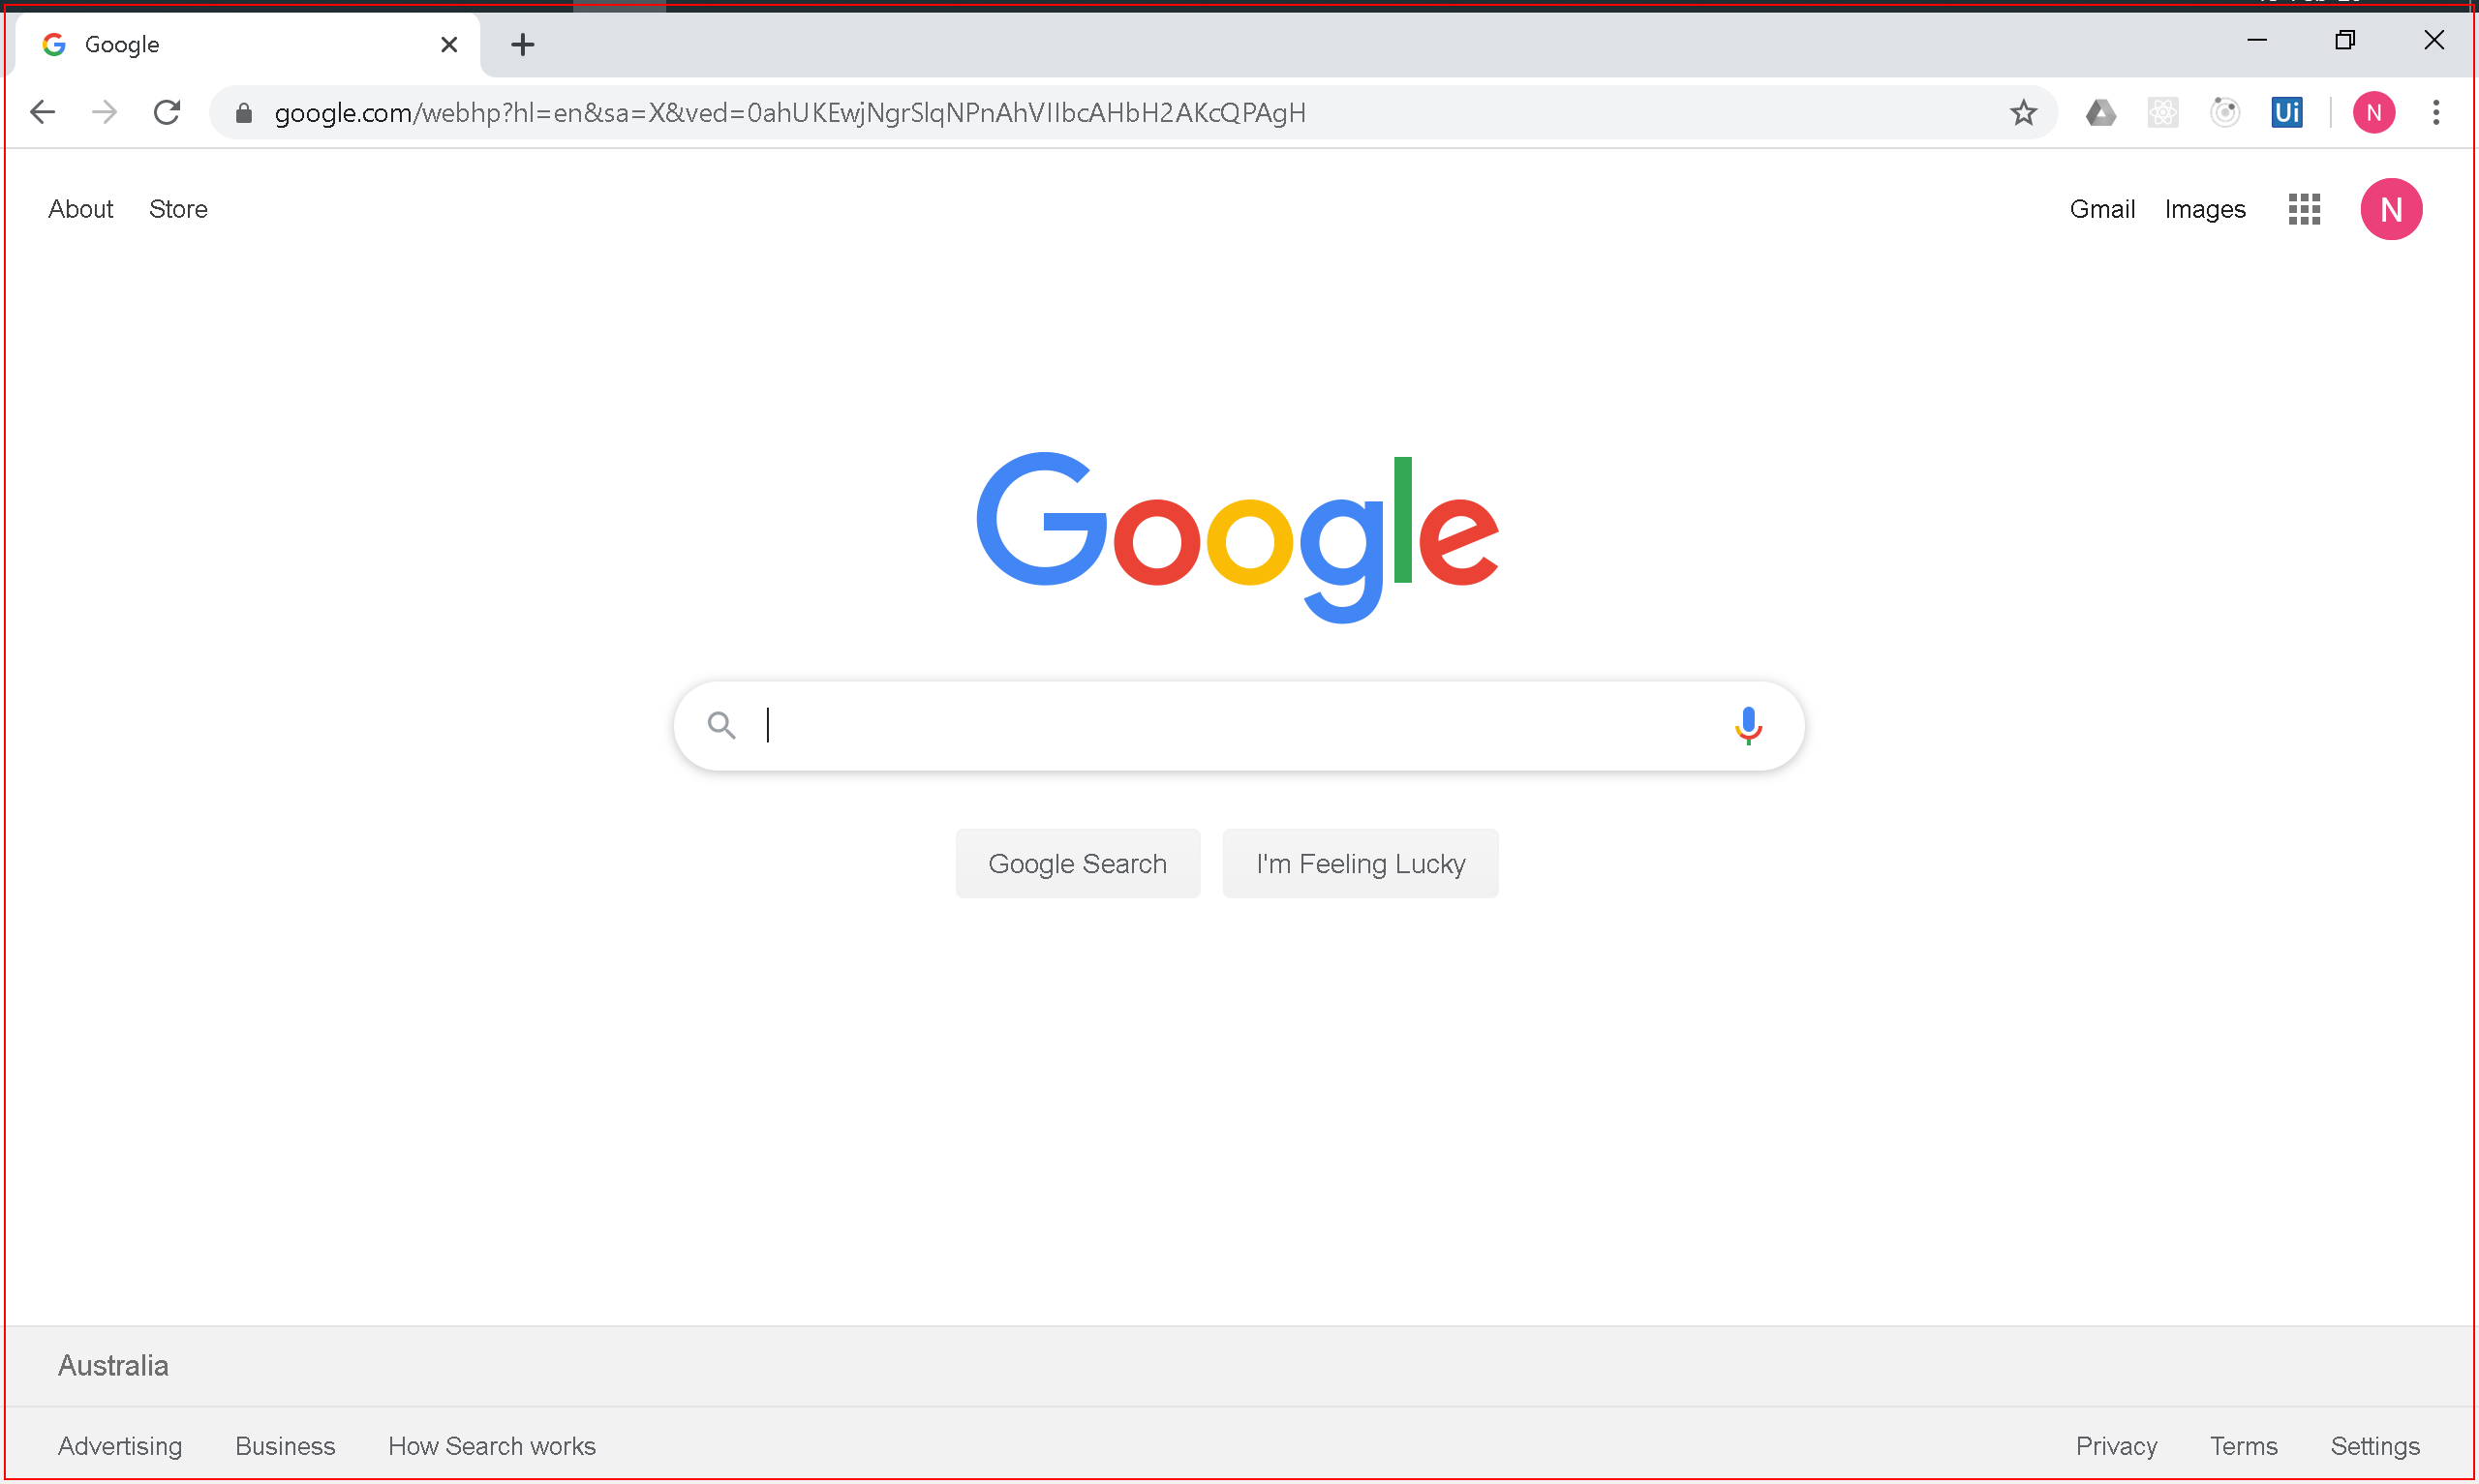 Google
google.com/webhp?hl=en&sa=X&ved=0ahUKEwjNgrSlqNPnAhVIIbcAHbH2AKcQPAgH
Ui N
About Store Gmail Images N
Google
Google Search I'm Feeling Lucky
Australia
Advertising Business How Search works Privacy Terms Settings